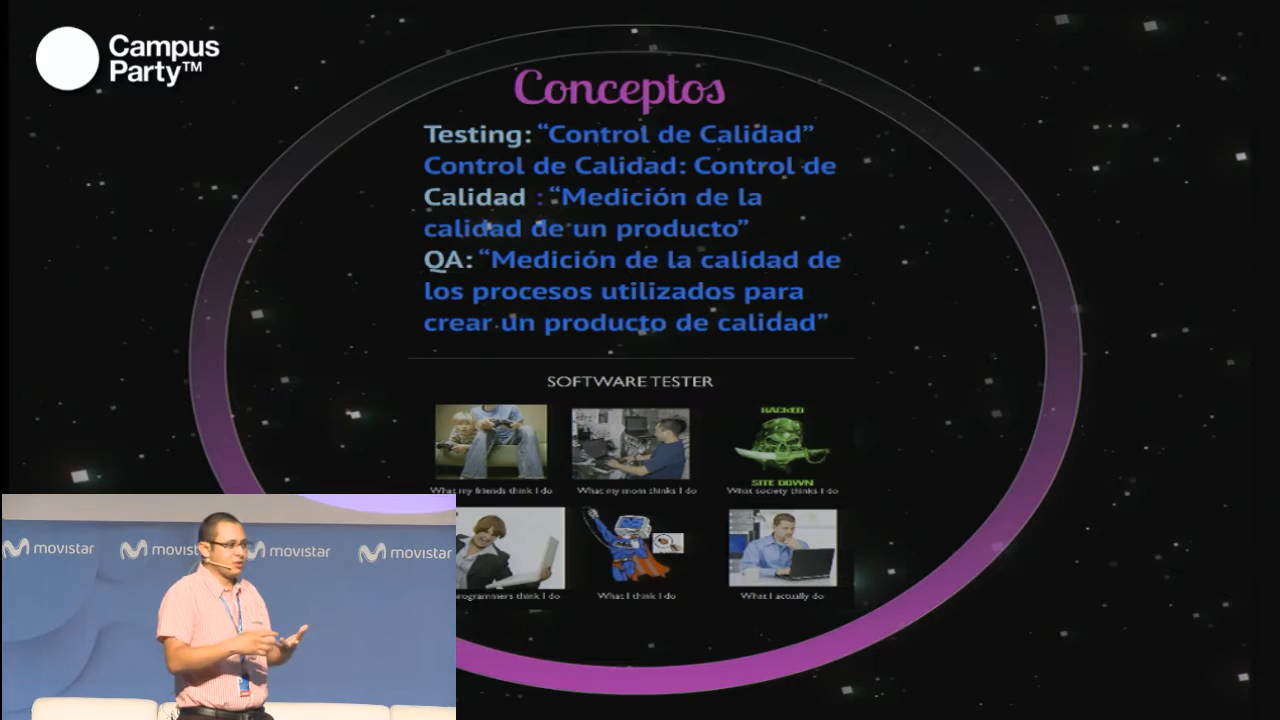 Campus
Party™
Conceptos
Testing: “Control de Calidad”
Control de Calidad: Control de
Calidad : “Medición de la
calidad de un producto”
QA: “Medición de la calidad de
los procesos utilizados para
crear un producto de calidad”
SOFTWARE TESTER
HACKED
SITE DOWN
What my friends think I do
What my mom thinks I do
What society thinks I do
programmers think I do
What I think I do
What I actually do
movistar
movistar
movistar
movistar